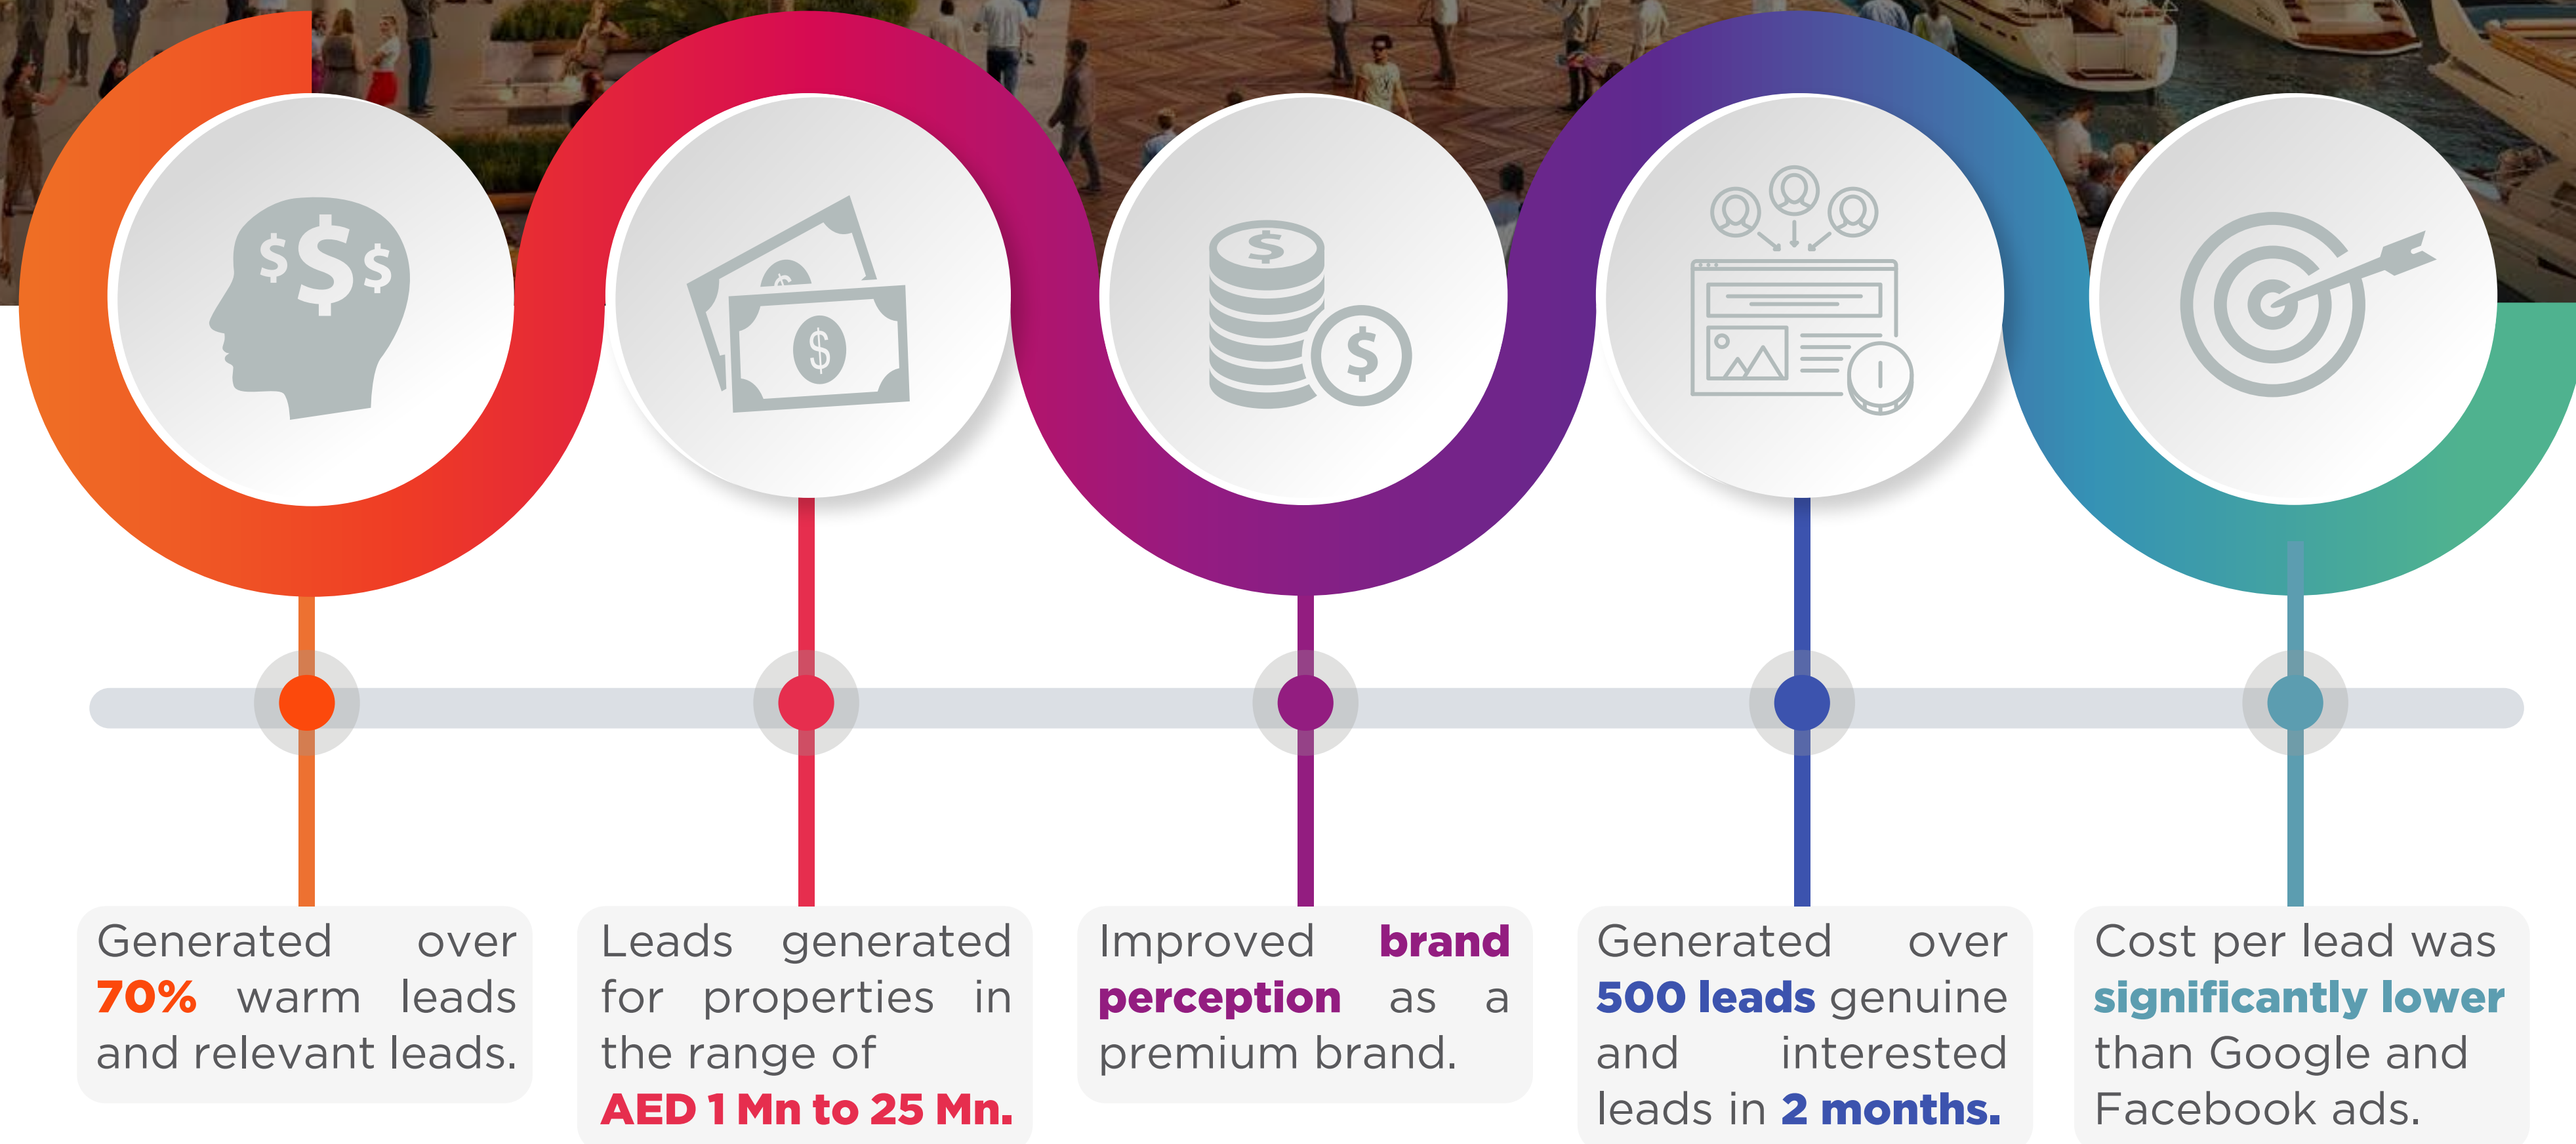 Generated over
70% warm leads
and relevant leads.
Leads generated
for properties in
the range of
AED 1 Mn to 25 Mn.
Improved brand
perception as a
premium brand.
Generated over
500 leads genuine
and interested
leads in 2 months.
Cost per lead was
significantly lower
than Google and
Facebook ads.